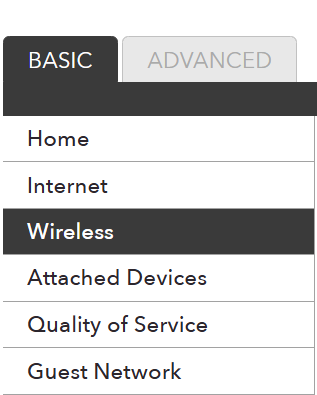 BASIC ADVANCED
Home
Internet
Wireless
Attached Devices
Quality of Service
Guest Network